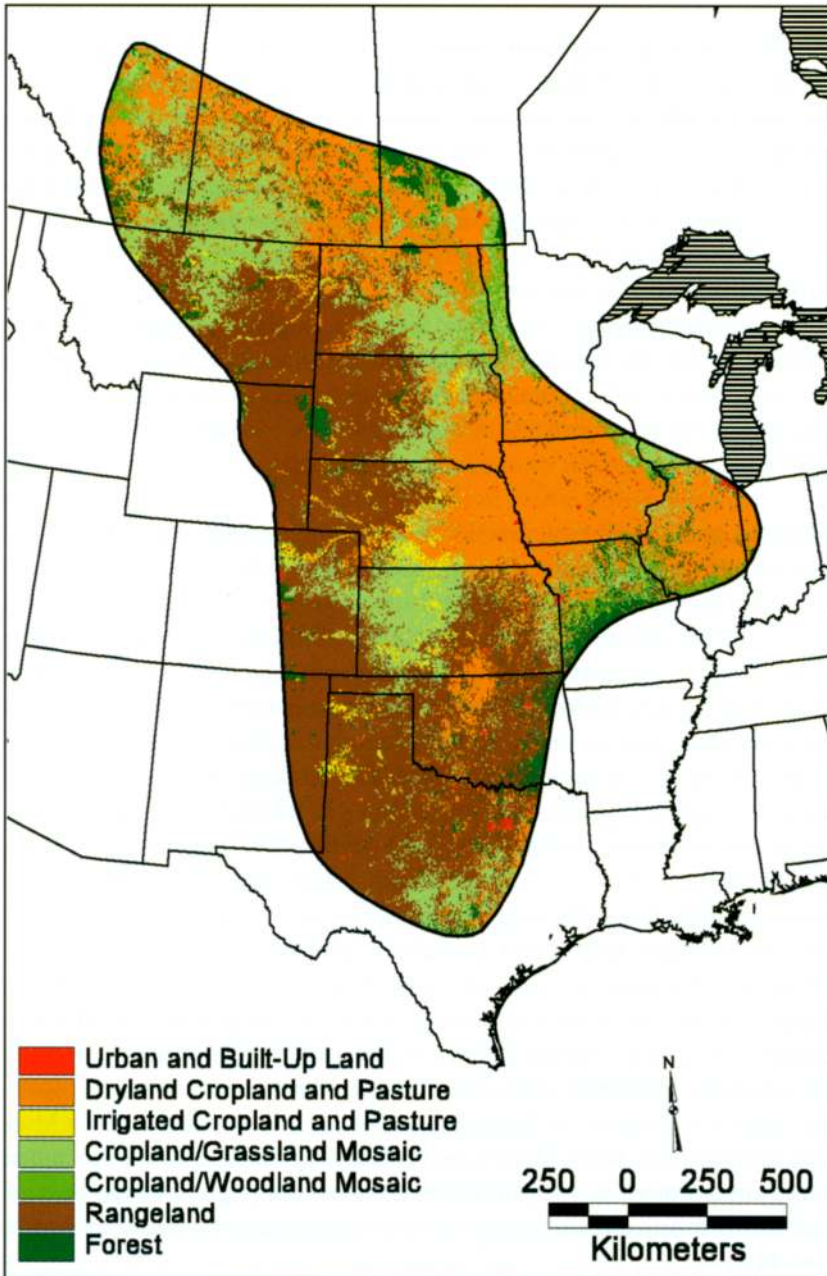 Urban and Built-Up Land
Dryland Cropland and Pasture
Irrigated Cropland and Pasture
Cropland/Grassland Mosaic
Cropland/Woodland Mosaic
Rangeland
Forest
N
250 0 250 500
Kilometers